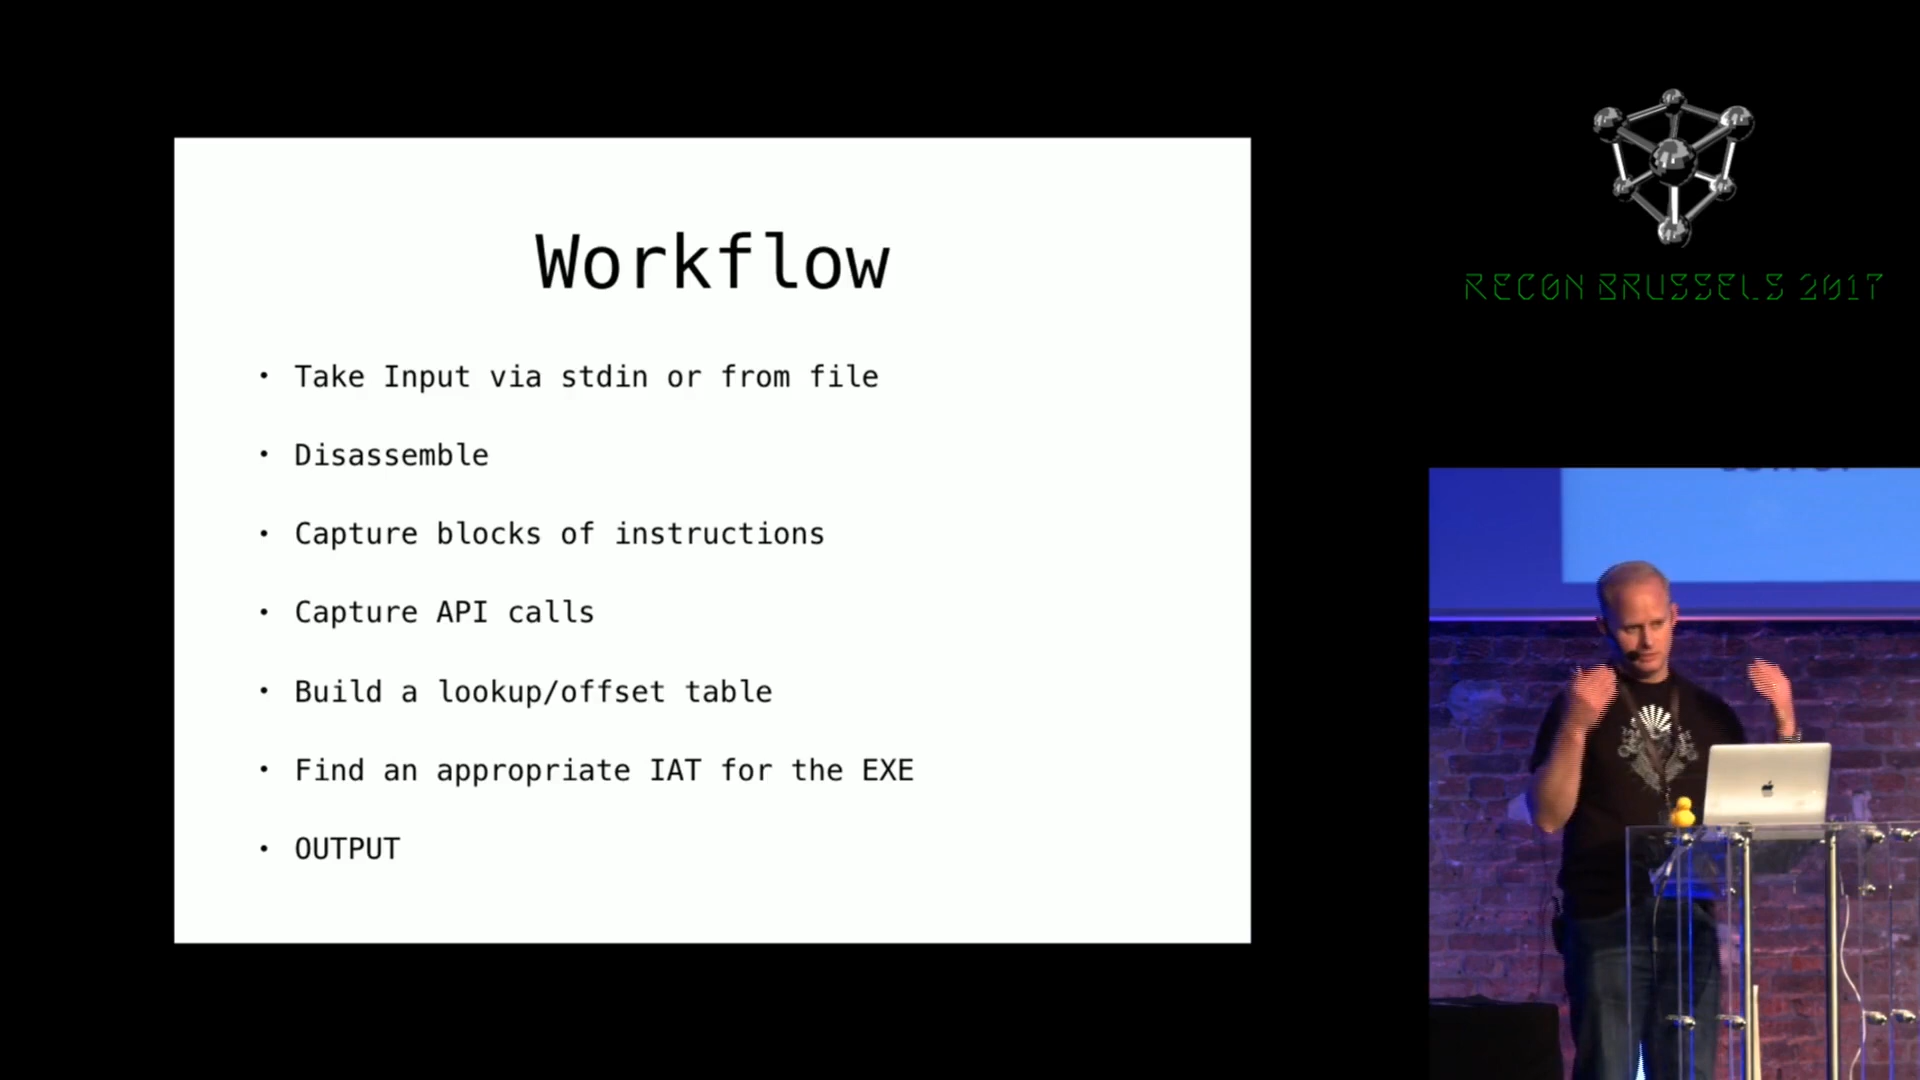 Workflow
• Take Input via stdin or from file
• Disassemble
• Capture blocks of instructions
• Capture API calls
• Build a lookup/offset table
• Find an appropriate IAT for the EXE
• OUTPUT
RECON BRUSSELS 2017